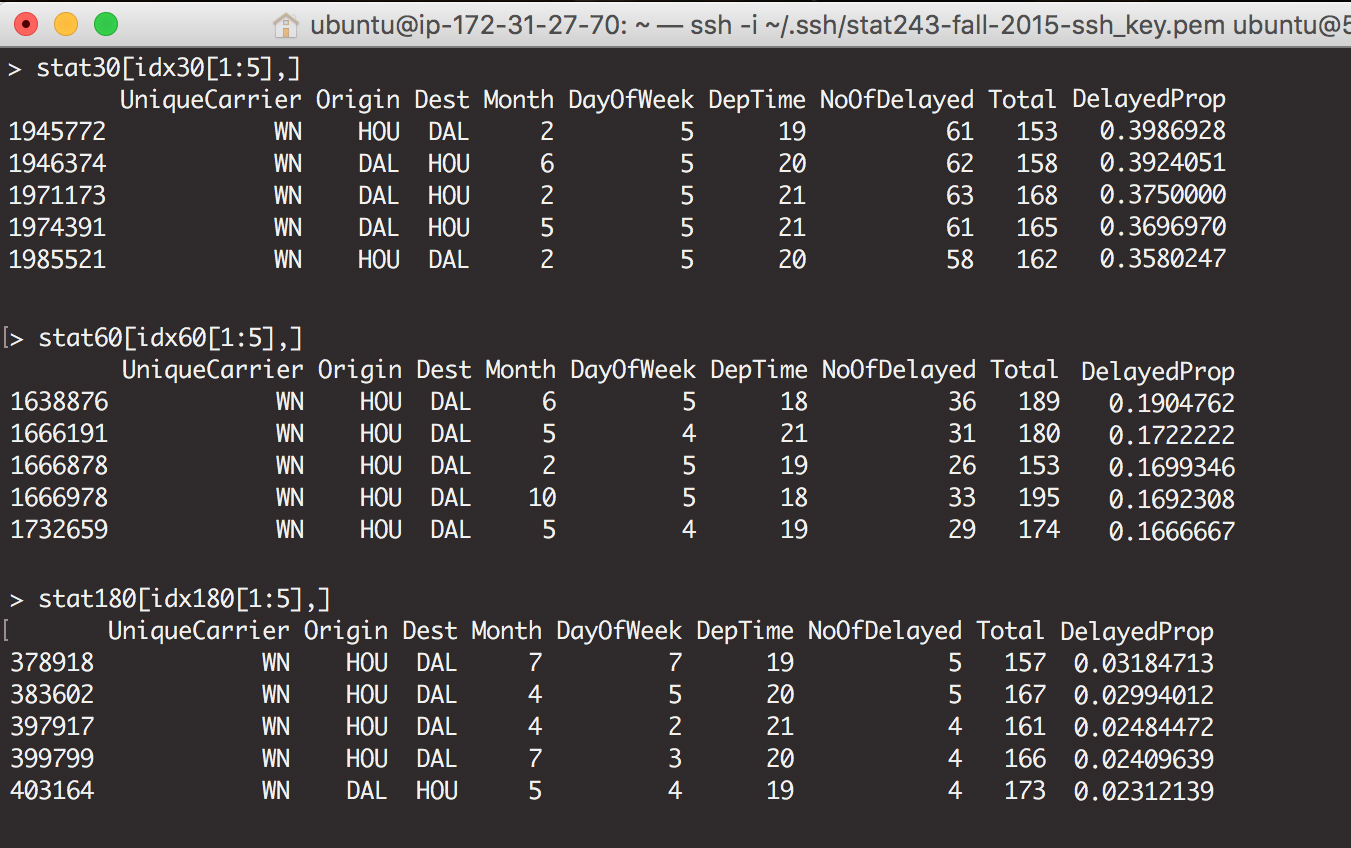 ubuntu@ip-172-31-27-70: ~ — ssh -i ~/.ssh/stat243-fall-2015-ssh_key.pem ubuntu@5
> stat30[idx30[1:5],]
UniqueCarrier Origin Dest Month DayOfWeek DepTime NoOfDelayed Total DelayedProp
1945772 WN HOU DAL 2 5 19 61 153 0.3986928
1946374 WN DAL HOU 6 5 20 62 158 0.3924051
1971173 WN DAL HOU 2 5 21 63 168 0.3750000
1974391 WN DAL HOU 5 5 21 61 165 0.3696970
1985521 WN HOU DAL 2 5 20 58 162 0.3580247
[> stat60[idx60[1:5],]
UniqueCarrier Origin Dest Month DayOfWeek DepTime NoOfDelayed Total DelayedProp
1638876 WN HOU DAL 6 5 18 36 189 0.1904762
1666191 WN HOU DAL 5 4 21 31 180 0.1722222
1666878 WN HOU DAL 2 5 19 26 153 0.1699346
1666978 WN HOU DAL 10 5 18 33 195 0.1692308
1732659 WN HOU DAL 5 4 19 29 174 0.1666667
> stat180[idx180[1:5],]
[ UniqueCarrier Origin Dest Month DayOfWeek DepTime NoOfDelayed Total DelayedProp
378918 WN HOU DAL 7 7 19 5 157 0.03184713
383602 WN HOU DAL 4 5 20 5 167 0.02994012
397917 WN HOU DAL 4 2 21 4 161 0.02484472
399799 WN HOU DAL 7 3 20 4 166 0.02409639
403164 WN DAL HOU 5 4 19 4 173 0.02312139